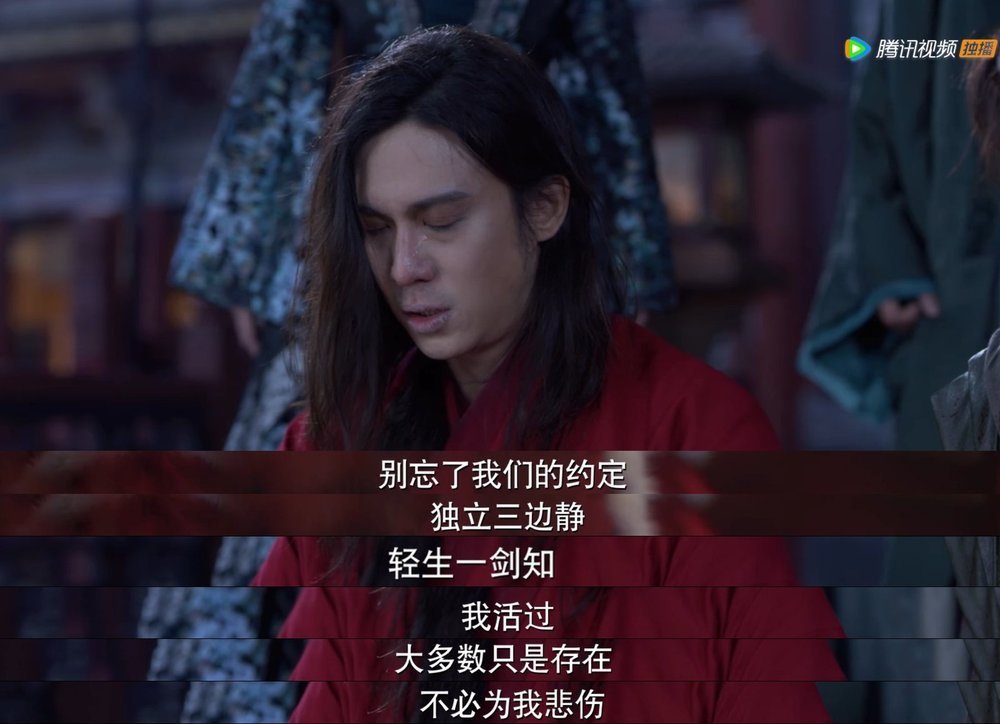 腾讯视频 独播
别忘了我们的约定
独立三边静
轻生一剑知
我活过
大多数只是存在
不必为我悲伤